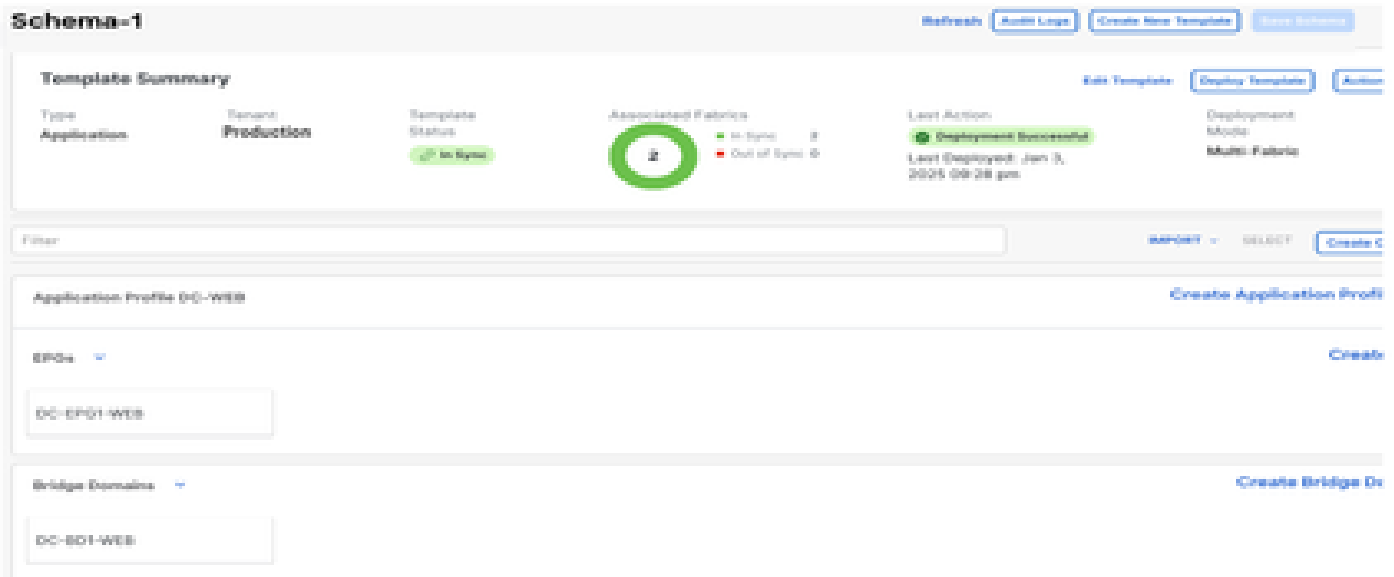 Schema-1
Refresh Audit Logs Create New Template Save Schema
Template Summary
Edit Template Deploy Template Action
Type
Application
Tenant
Production
Template
Status
In Sync
Associated Fabrics
2
In Sync 2
Out of Sync 0
Last Action
Deployment Successful
Last Deployed: Jan 3,
2025 09:28 pm
Deployment
Mode
Multi-Fabric
Filter
IMPORT SELECT Create
Application Profile DC-WEB
Create Application Profi
EPGs
Create
DC-EPG1-WEB
Bridge Domains
Create Bridge Do
DC-BD1-WEB